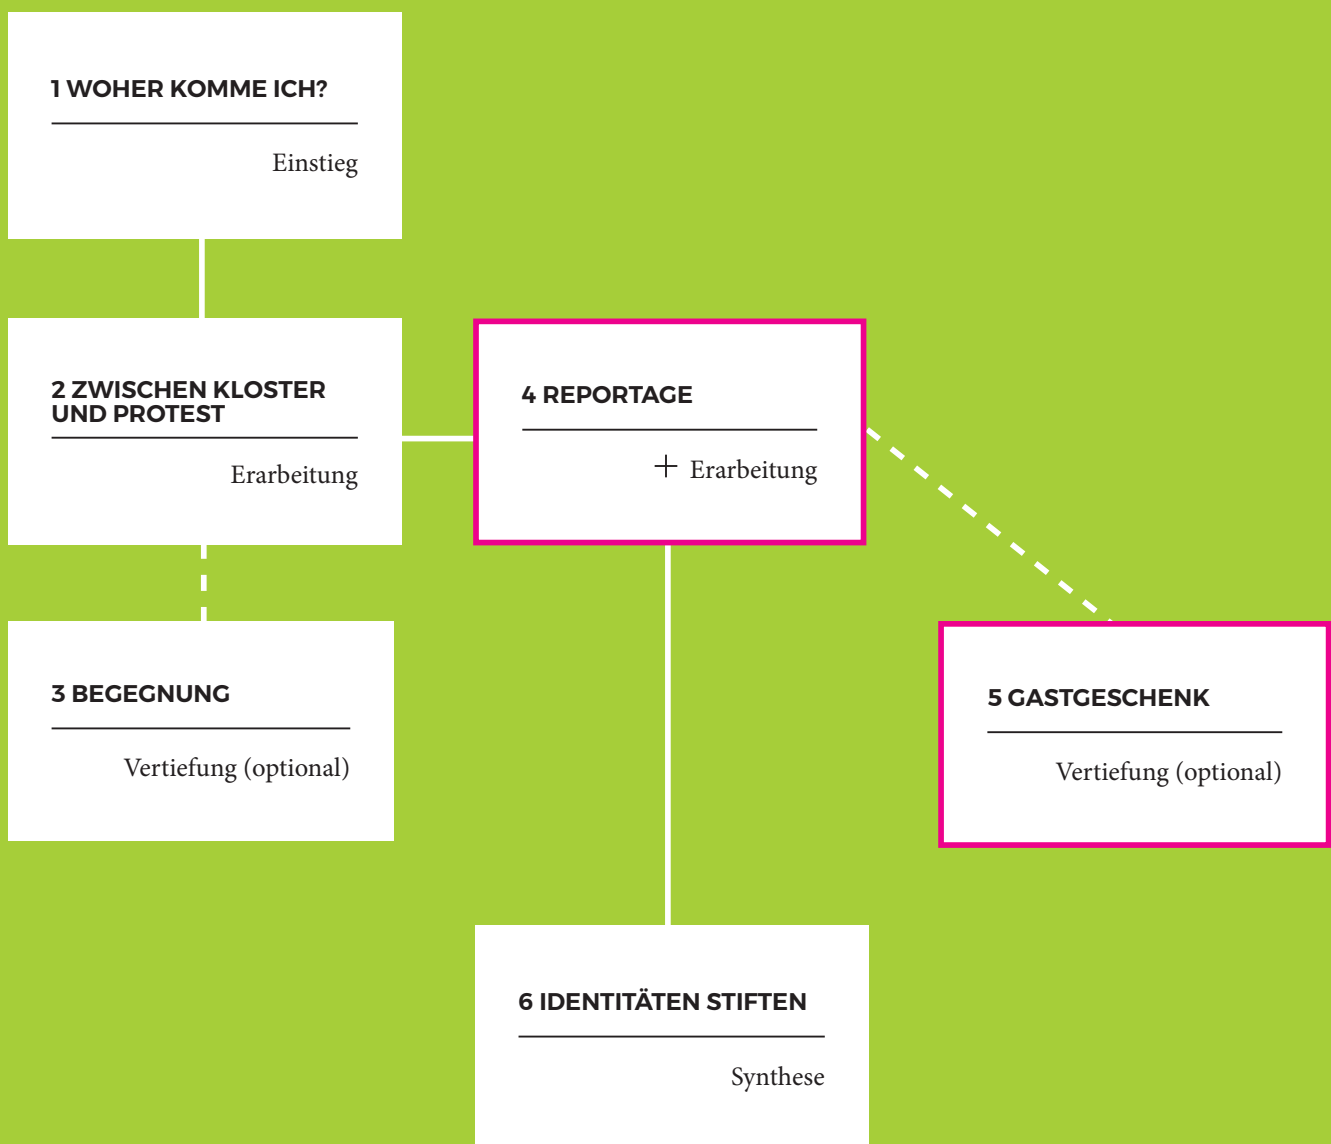 1 WOHER KOMME ICH?
Einstieg
2 ZWISCHEN KLOSTER
UND PROTEST
Erarbeitung
3 BEGEGNUNG
Vertiefung (optional)
4 REPORTAGE
+ Erarbeitung
5 GASTGESCHENK
Vertiefung (optional)
6 IDENTITÄTEN STIFTEN
Synthese